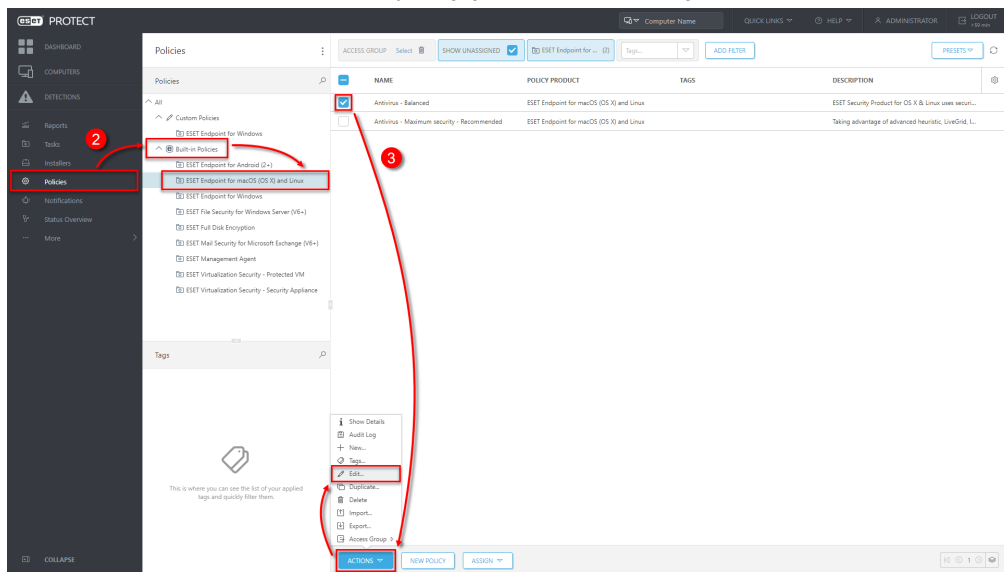 eset PROTECT
Computer Name
QUICK LINKS
HELP
ADMINISTRATOR
LOGOUT
>59 min
DASHBOARD
COMPUTERS
DETECTIONS
Reports
Tasks
Installers
Policies
Notifications
Status Overview
More
COLLAPSE
2
Policies
Policies
All
Custom Policies
ESET Endpoint for Windows
Built-in Policies
ESET Endpoint for Android (2+)
ESET Endpoint for macOS (OS X) and Linux
ESET Endpoint for Windows
ESET File Security for Windows Server (V6+)
ESET Full Disk Encryption
ESET Mail Security for Microsoft Exchange (V6+)
ESET Management Agent
ESET Virtualization Security - Protected VM
ESET Virtualization Security - Security Appliance
Tags
This is where you can see the list of your applied
tags and quickly filter them.
ACCESS GROUP Select
SHOW UNASSIGNED
ESET Endpoint for ... (2)
Tags...
ADD FILTER
PRESETS
NAME POLICY PRODUCT TAGS DESCRIPTION
Antivirus - Balanced ESET Endpoint for macOS (OS X) and Linux ESET Security Product for OS X & Linux uses securi...
Antivirus - Maximum security - Recommended ESET Endpoint for macOS (OS X) and Linux Taking advantage of advanced heuristic, LiveGrid, l...
3
Show Details
Audit Log
New...
Tags...
Edit...
Duplicate...
Delete
Import...
Export...
Access Group >
ACTIONS
NEW POLICY
ASSIGN
1